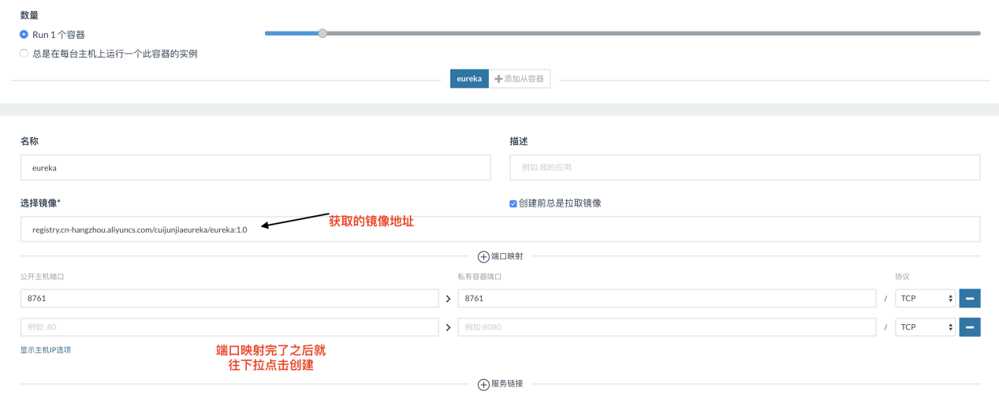 数量
Run 1 个容器
总是在每台主机上运行一个此容器的实例
eureka
添加从容器
名称
描述
eureka
例如:我的应用
选择镜像*
创建前总是拉取镜像
获取的镜像地址
registry.cn-hangzhou.aliyuncs.com/cuijunjiaeureka/eureka:1.0
端口映射
公开主机端口
私有容器端口
协议
8761
8761
/
TCP
例如: 80
例如:8080
/
TCP
显示主机IP选项
端口映射完了之后就
往下拉点击创建
服务链接